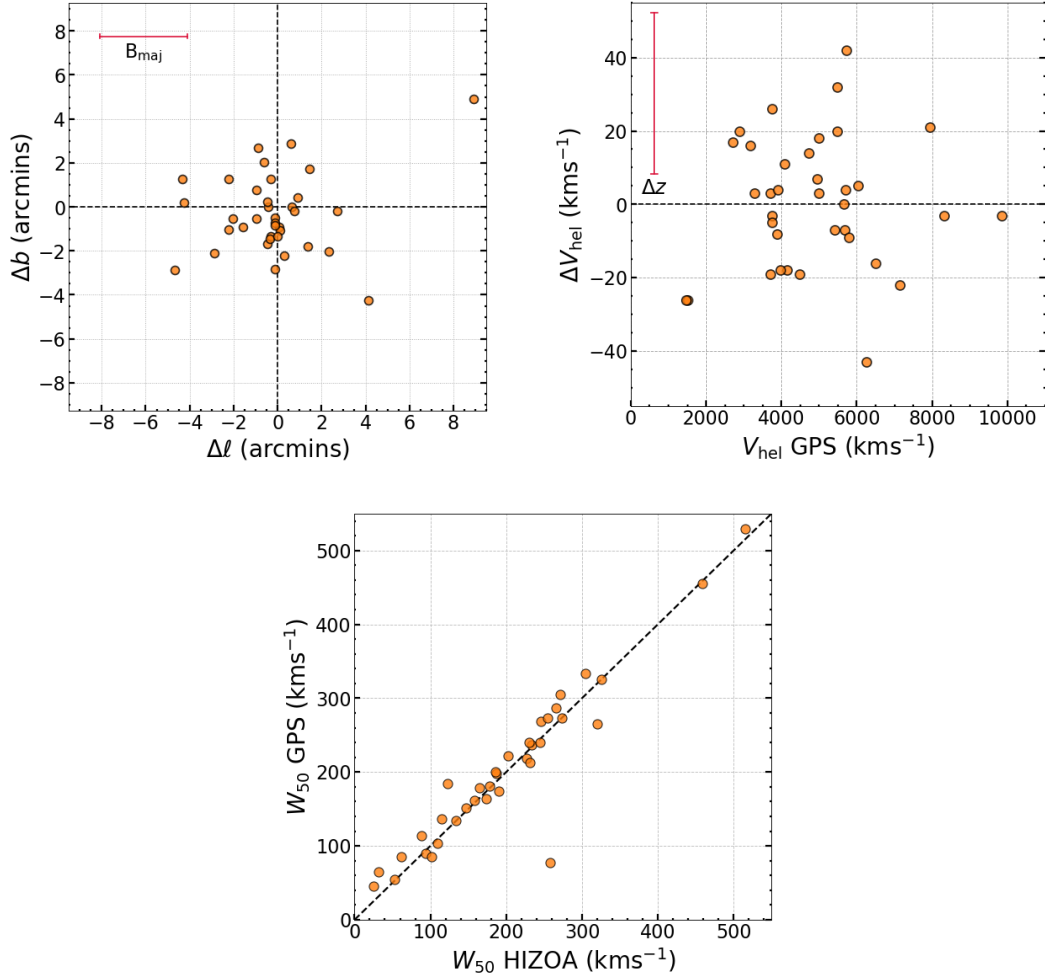 8
6
4
2
0
−2
−4
−6
−8
Δb (arcmins)
B_maj
−8 −6 −4 −2 0 2 4 6 8
Δℓ (arcmins)
40
20
0
−20
−40
ΔV_hel (kms⁻¹)
Δz
0 2000 4000 6000 8000 10000
V_hel GPS (kms⁻¹)
500
400
300
200
100
0
W₅₀ GPS (kms⁻¹)
0 100 200 300 400 500
W₅₀ HIZOA (kms⁻¹)